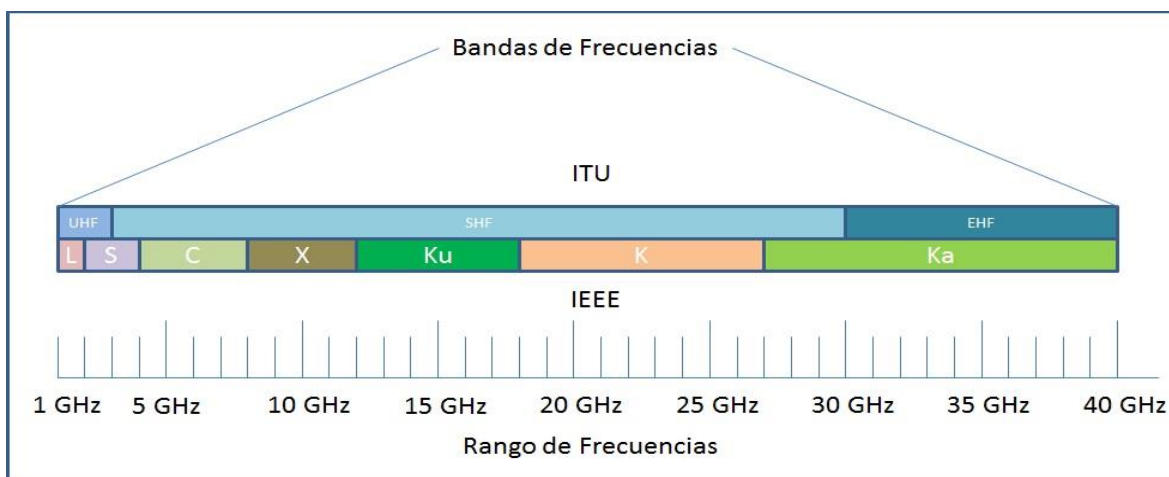 Bandas de Frecuencias
ITU
UHF SHF EHF
L S C X Ku K Ka
IEEE
1 GHz 5 GHz 10 GHz 15 GHz 20 GHz 25 GHz 30 GHz 35 GHz 40 GHz
Rango de Frecuencias